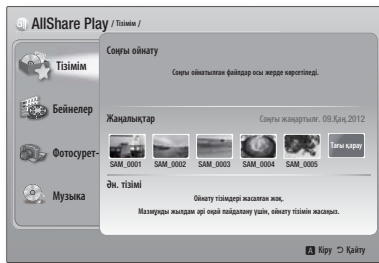 AllShare Play / Тізімім /
Тізімім
Бейнелер
Фотосурет-
Музыка
Соңғы ойнату
Соңғы ойнатылған файлдар осы жерде көрсетіледі.
Жаңалықтар
Соңғы жаңартылғ. 09.Қаң.2012
SAM_0001 SAM_0002 SAM_0003 SAM_0004 SAM_0005 Тағы қарау
Ән. тізімі
Ойнату тізімдері жасалған жоқ.
Мазмұнды жылдам әрі оңай пайдалану үшін, ойнату тізімін жасаңыз.
A Кіру Қайту